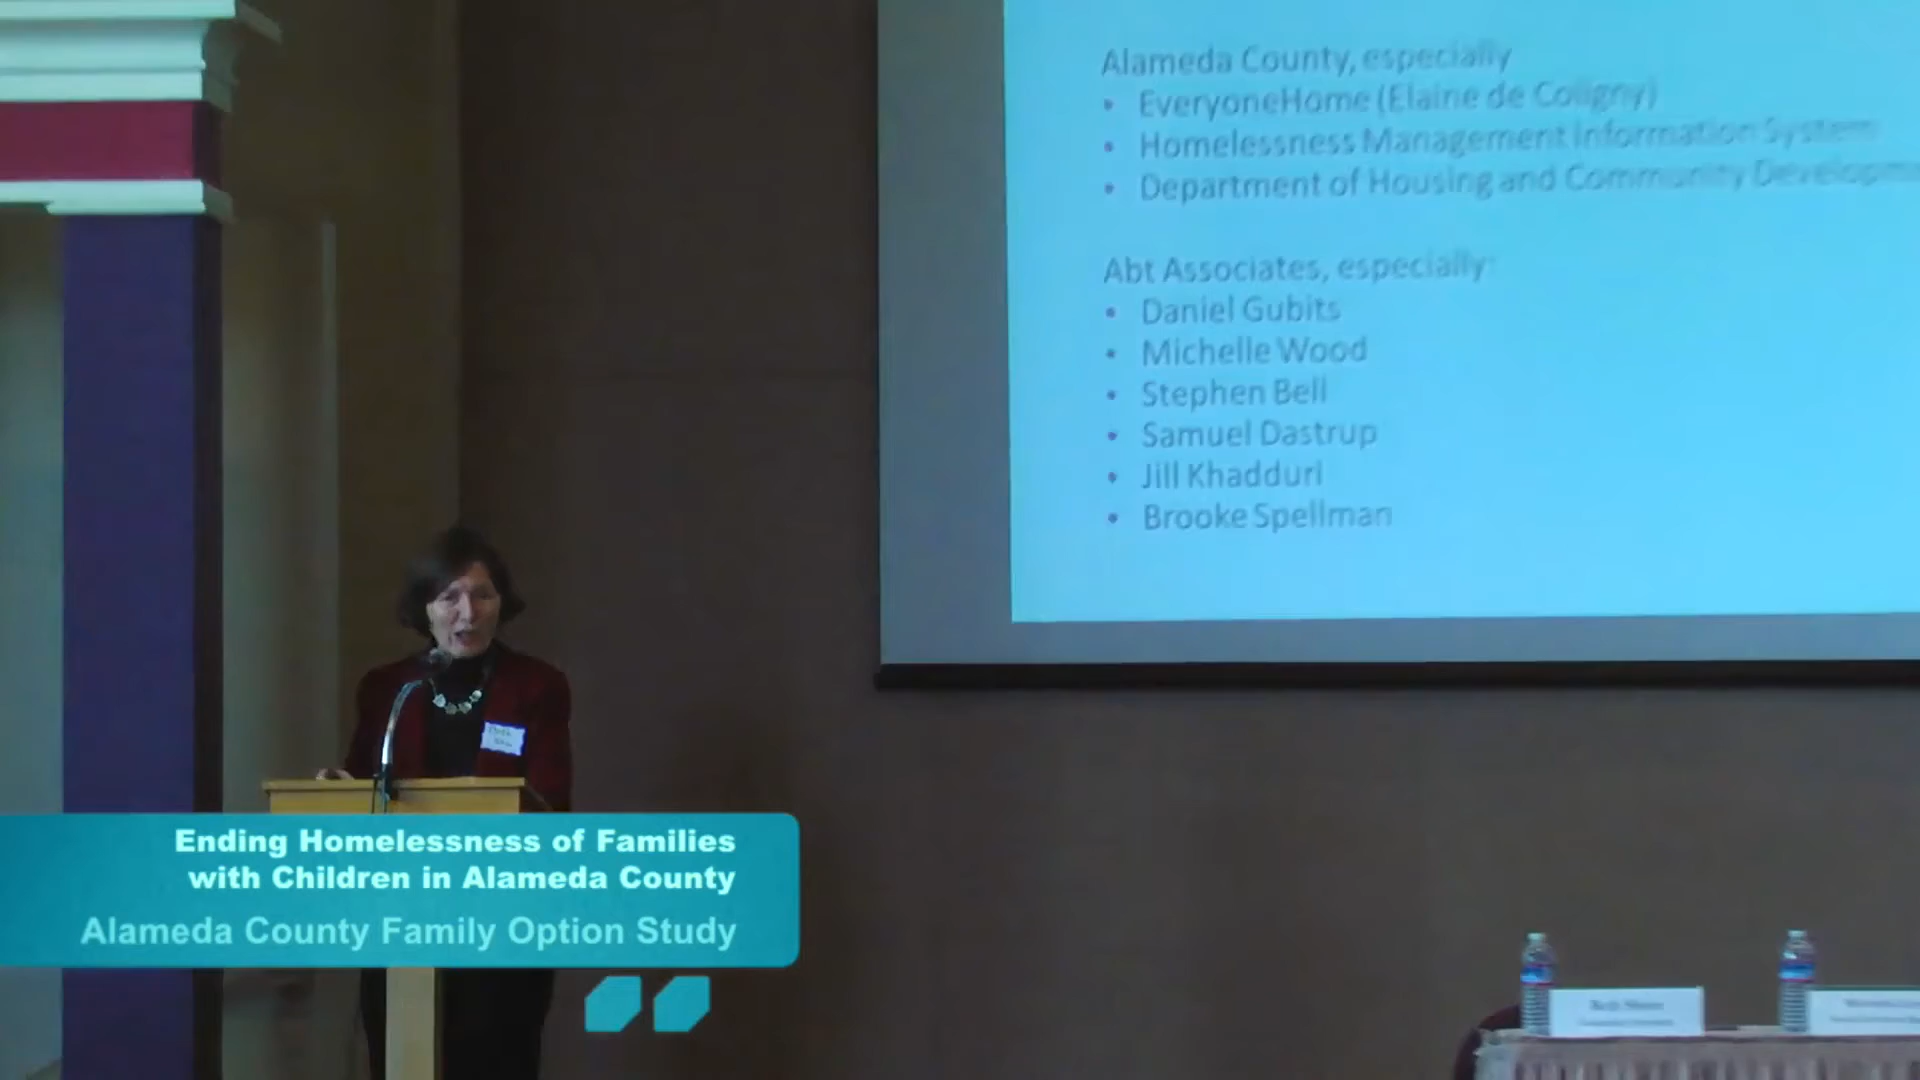 Alameda County, especially
• EveryoneHome (Elaine de Coligny)
• Homelessness Management Information System
• Department of Housing and Community Developm
Abt Associates, especially:
• Daniel Gubits
• Michelle Wood
• Stephen Bell
• Samuel Dastrup
• Jill Khadduri
• Brooke Spellman
Ending Homelessness of Families
with Children in Alameda County
Alameda County Family Option Study